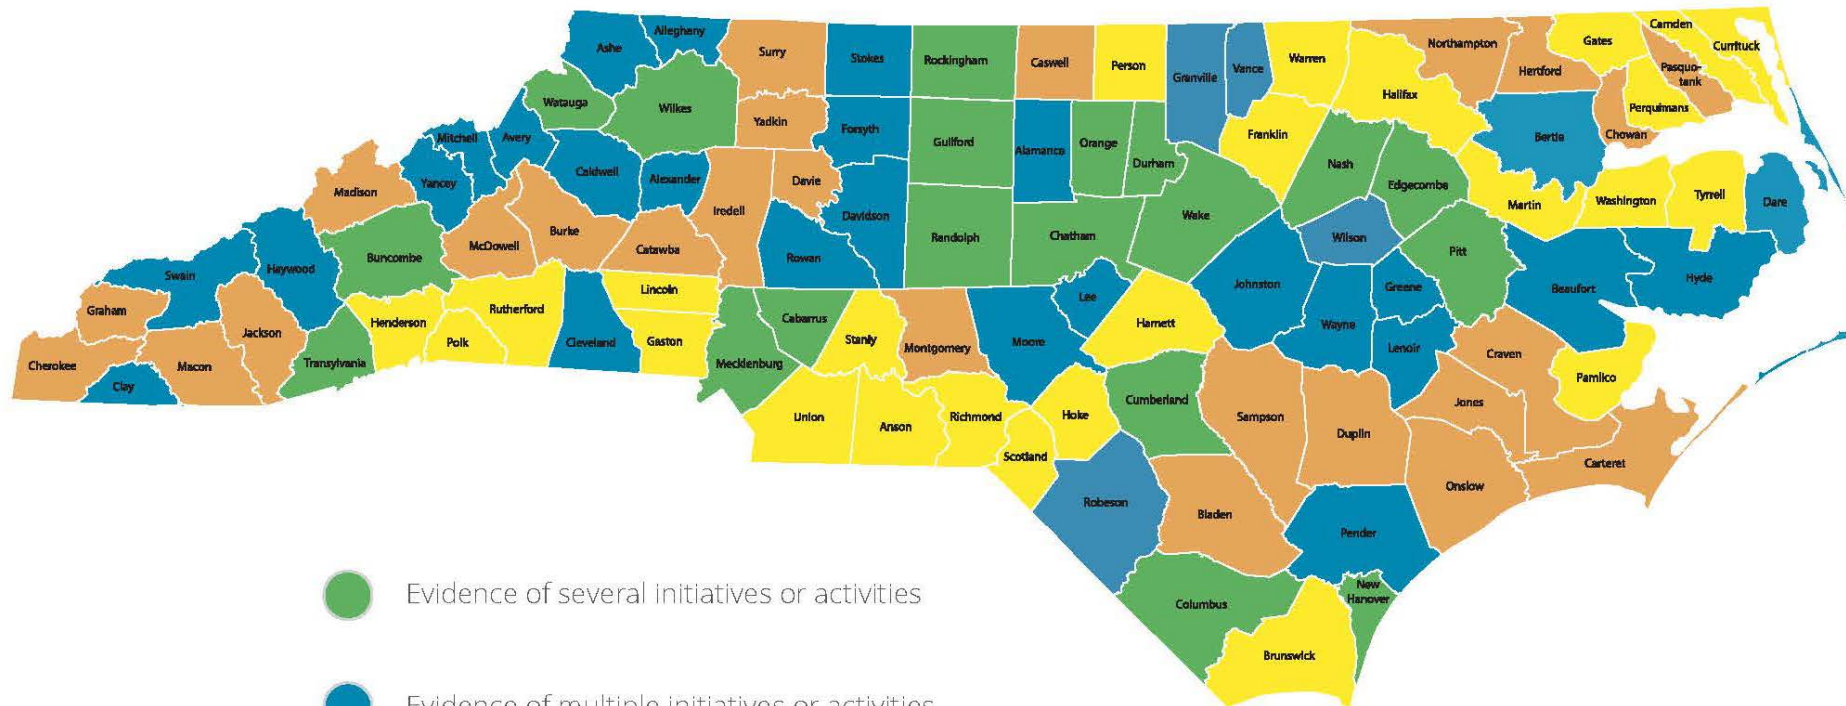 Ashe
Alleghany
Surry
Stokes
Rockingham
Caswell
Person
Granville
Vance
Warren
Halifax
Northampton
Hertford
Gates
Camden
Currituck
Pasquo-
tank
Perquimans
Chowan
Bertie
Watauga
Wilkes
Yadkin
Forsyth
Guilford
Alamance
Orange
Durham
Franklin
Nash
Edgecombe
Martin
Washington
Tyrrell
Dare
Mitchell
Avery
Yancey
Caldwell
Alexander
Iredell
Davie
Davidson
Randolph
Chatham
Wake
Wilson
Pitt
Beaufort
Hyde
Madison
Buncombe
McDowell
Burke
Catawba
Rowan
Swain
Haywood
Graham
Jackson
Henderson
Rutherford
Polk
Cleveland
Lincoln
Gaston
Mecklenburg
Cabarrus
Stanly
Montgomery
Moore
Lee
Harnett
Johnston
Wayne
Greene
Lenoir
Craven
Pamlico
Cherokee
Clay
Macon
Transylvania
Union
Anson
Richmond
Scotland
Hoke
Cumberland
Sampson
Duplin
Jones
Carteret
Onslow
Robeson
Bladen
Pender
Columbus
New
Hanover
Brunswick
Evidence of several initiatives or activities
Evidence of multiple initiatives or activities